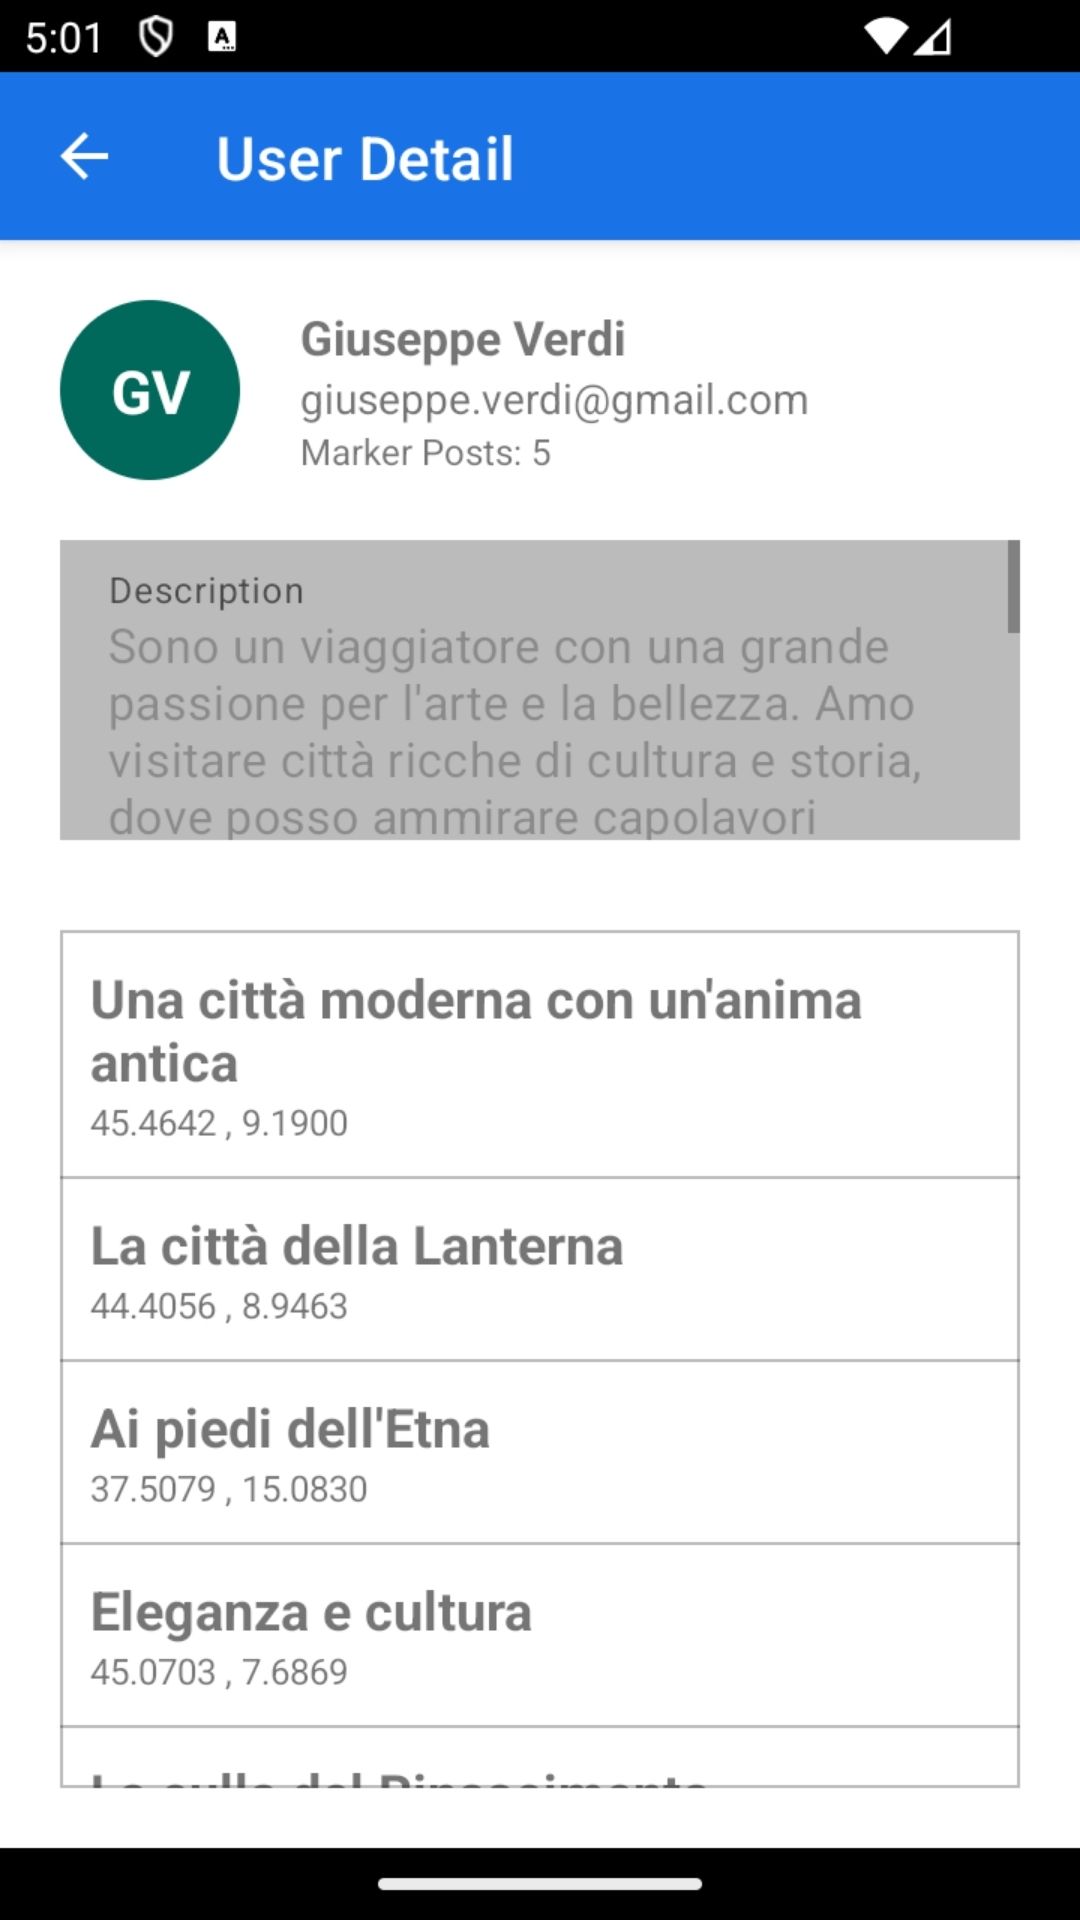 5:01
A
User Detail
GV
Giuseppe Verdi
giuseppe.verdi@gmail.com
Marker Posts: 5
Description
Sono un viaggiatore con una grande
passione per l'arte e la bellezza. Amo
visitare città ricche di cultura e storia,
dove posso ammirare capolavori
Una città moderna con un'anima
antica
45.4642 , 9.1900
La città della Lanterna
44.4056 , 8.9463
Ai piedi dell'Etna
37.5079 , 15.0830
Eleganza e cultura
45.0703 , 7.6869